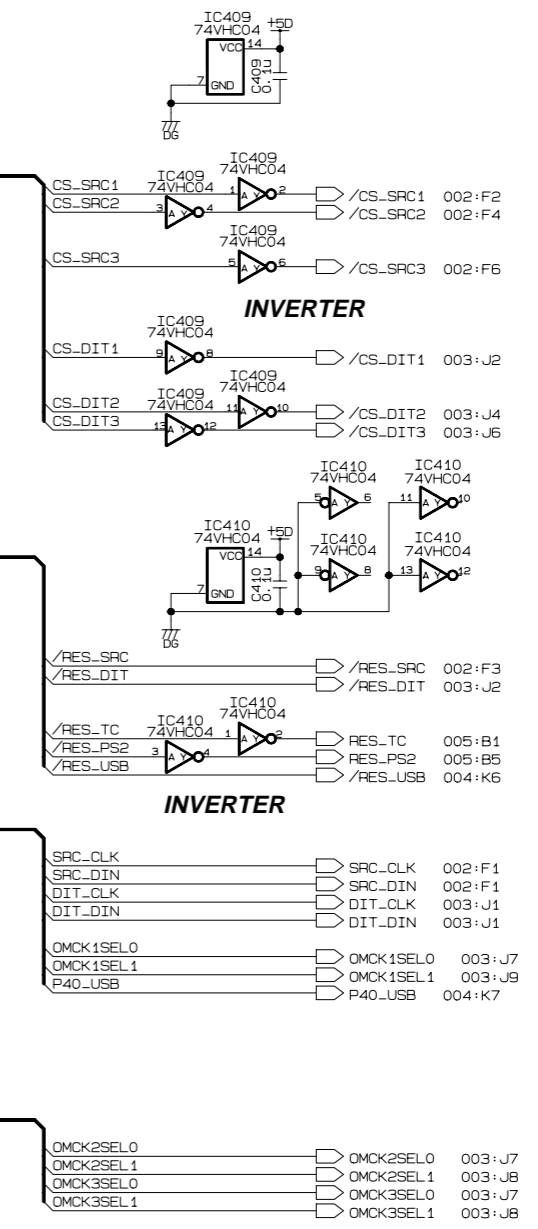 IC409
74VHC04
+5D
VCC 14
C409
0.1u
7 GND
DG
IC409
74VHC04
CS_SRC1 1 A Y 2 /CS_SRC1 002:F2
IC409
74VHC04
CS_SRC2 3 A Y 4 /CS_SRC2 002:F4
IC409
74VHC04
CS_SRC3 5 A Y 6 /CS_SRC3 002:F6
INVERTER
IC409
74VHC04
CS_DIT1 9 A Y 8 /CS_DIT1 003:J2
IC409
74VHC04
CS_DIT2 11 A Y 10 /CS_DIT2 003:J4
IC409
74VHC04
CS_DIT3 13 A Y 12 /CS_DIT3 003:J6
IC410
74VHC04
5 A Y 6
IC410
74VHC04
11 A Y 10
IC410
74VHC04
+5D
VCC 14
C410
0.1u
7 GND
DG
IC410
74VHC04
9 A Y 8
IC410
74VHC04
13 A Y 12
/RES_SRC /RES_SRC 002:F3
/RES_DIT /RES_DIT 003:J2
IC410
74VHC04
/RES_TC 1 A Y 2 RES_TC 005:B1
IC410
74VHC04
/RES_PS2 3 A Y 4 RES_PS2 005:B5
/RES_USB /RES_USB 004:K6
INVERTER
SRC_CLK SRC_CLK 002:F1
SRC_DIN SRC_DIN 002:F1
DIT_CLK DIT_CLK 003:J1
DIT_DIN DIT_DIN 003:J1
OMCK1SEL0 OMCK1SEL0 003:J7
OMCK1SEL1 OMCK1SEL1 003:J9
P40_USB P40_USB 004:K7
OMCK2SEL0 OMCK2SEL0 003:J7
OMCK2SEL1 OMCK2SEL1 003:J8
OMCK3SEL0 OMCK3SEL0 003:J7
OMCK3SEL1 OMCK3SEL1 003:J8